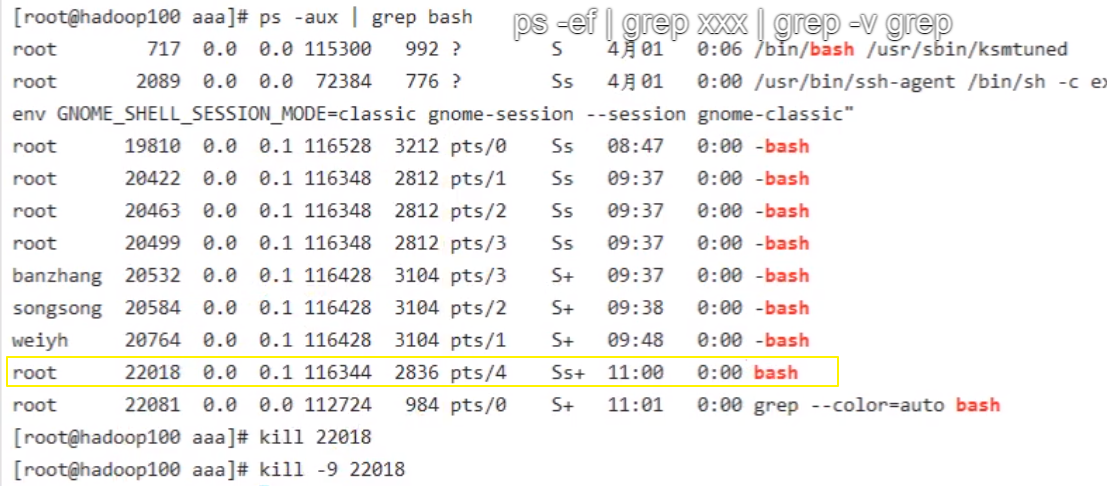 [root@hadoop100 aaa]# ps -aux | grep bash
ps -ef | grep xxx | grep -v grep
root 717 0.0 0.0 115300 992 ? S 4月01 0:06 /bin/bash /usr/sbin/ksmtuned
root 2089 0.0 0.0 72384 776 ? Ss 4月01 0:00 /usr/bin/ssh-agent /bin/sh -c
env GNOME_SHELL_SESSION_MODE=classic gnome-session --session gnome-classic"
root 19810 0.0 0.1 116528 3212 pts/0 Ss 08:47 0:00 -bash
root 20422 0.0 0.1 116348 2812 pts/1 Ss 09:37 0:00 -bash
root 20463 0.0 0.1 116348 2812 pts/2 Ss 09:37 0:00 -bash
root 20499 0.0 0.1 116348 2812 pts/3 Ss 09:37 0:00 -bash
banzhang 20532 0.0 0.1 116428 3104 pts/3 S+ 09:37 0:00 -bash
songsong 20584 0.0 0.1 116428 3104 pts/2 S+ 09:38 0:00 -bash
weiyh 20764 0.0 0.1 116428 3104 pts/1 S+ 09:48 0:00 -bash
root 22018 0.0 0.1 116344 2836 pts/4 Ss+ 11:00 0:00 bash
root 22081 0.0 0.0 112724 984 pts/0 S+ 11:01 0:00 grep --color=auto bash
[root@hadoop100 aaa]# kill 22018
[root@hadoop100 aaa]# kill -9 22018